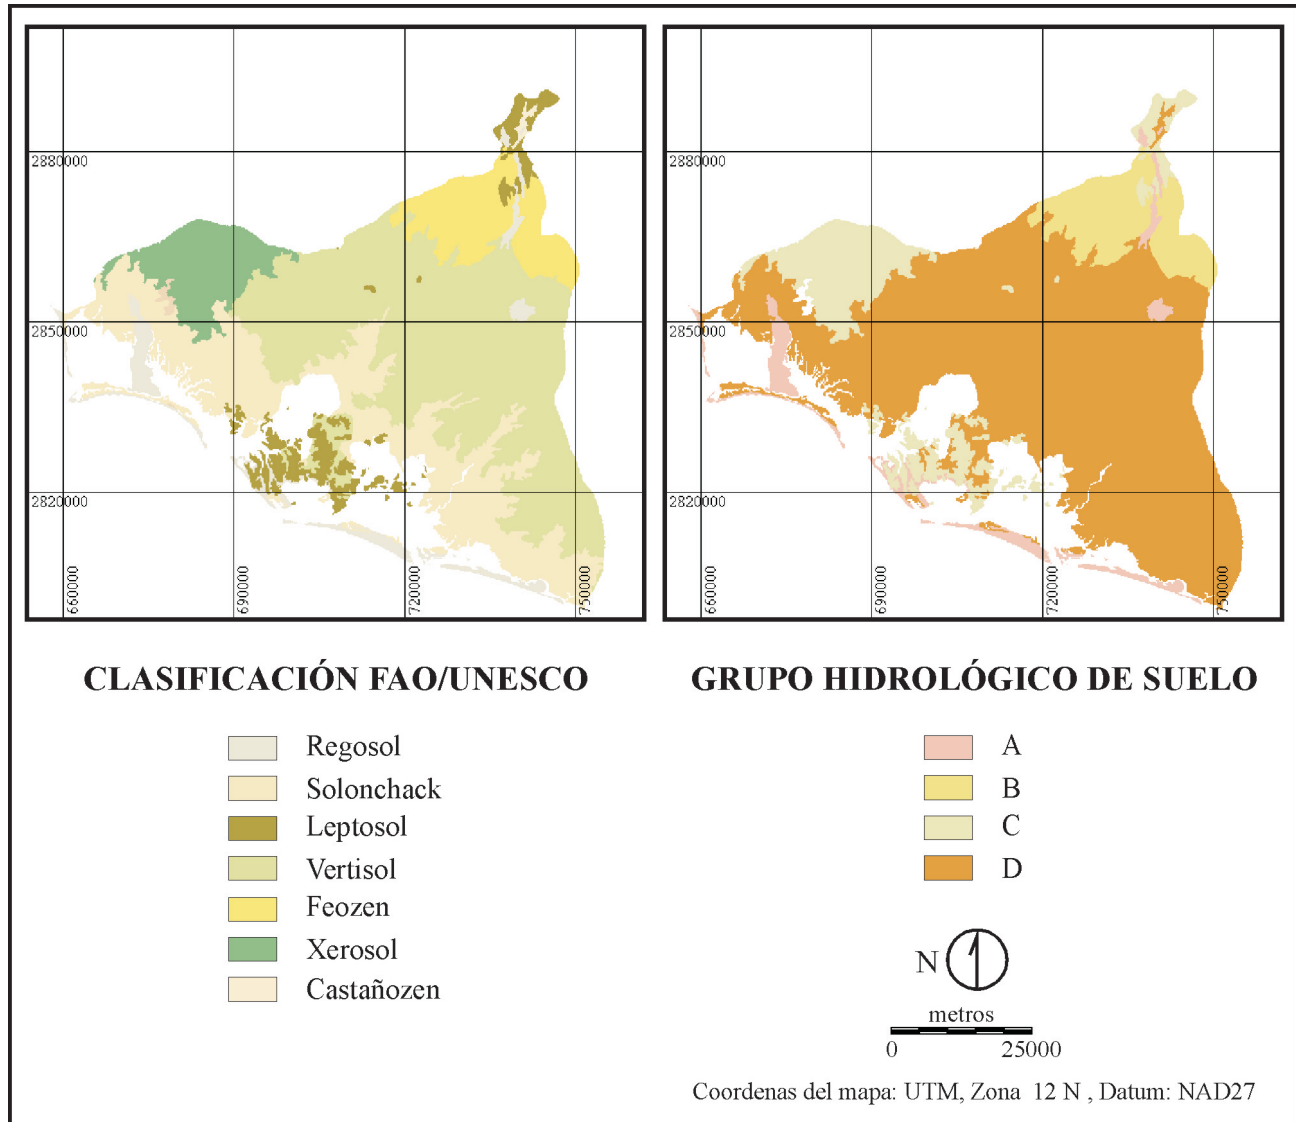 2880000
2850000
2820000
660000
690000
720000
750000
2880000
2850000
2820000
660000
690000
720000
750000
CLASIFICACIÓN FAO/UNESCO
Regosol
Solonchack
Leptosol
Vertisol
Feozen
Xerosol
Castañozen
GRUPO HIDROLÓGICO DE SUELO
A
B
C
D
N
metros
0 25000
Coordenas del mapa: UTM, Zona 12 N , Datum: NAD27